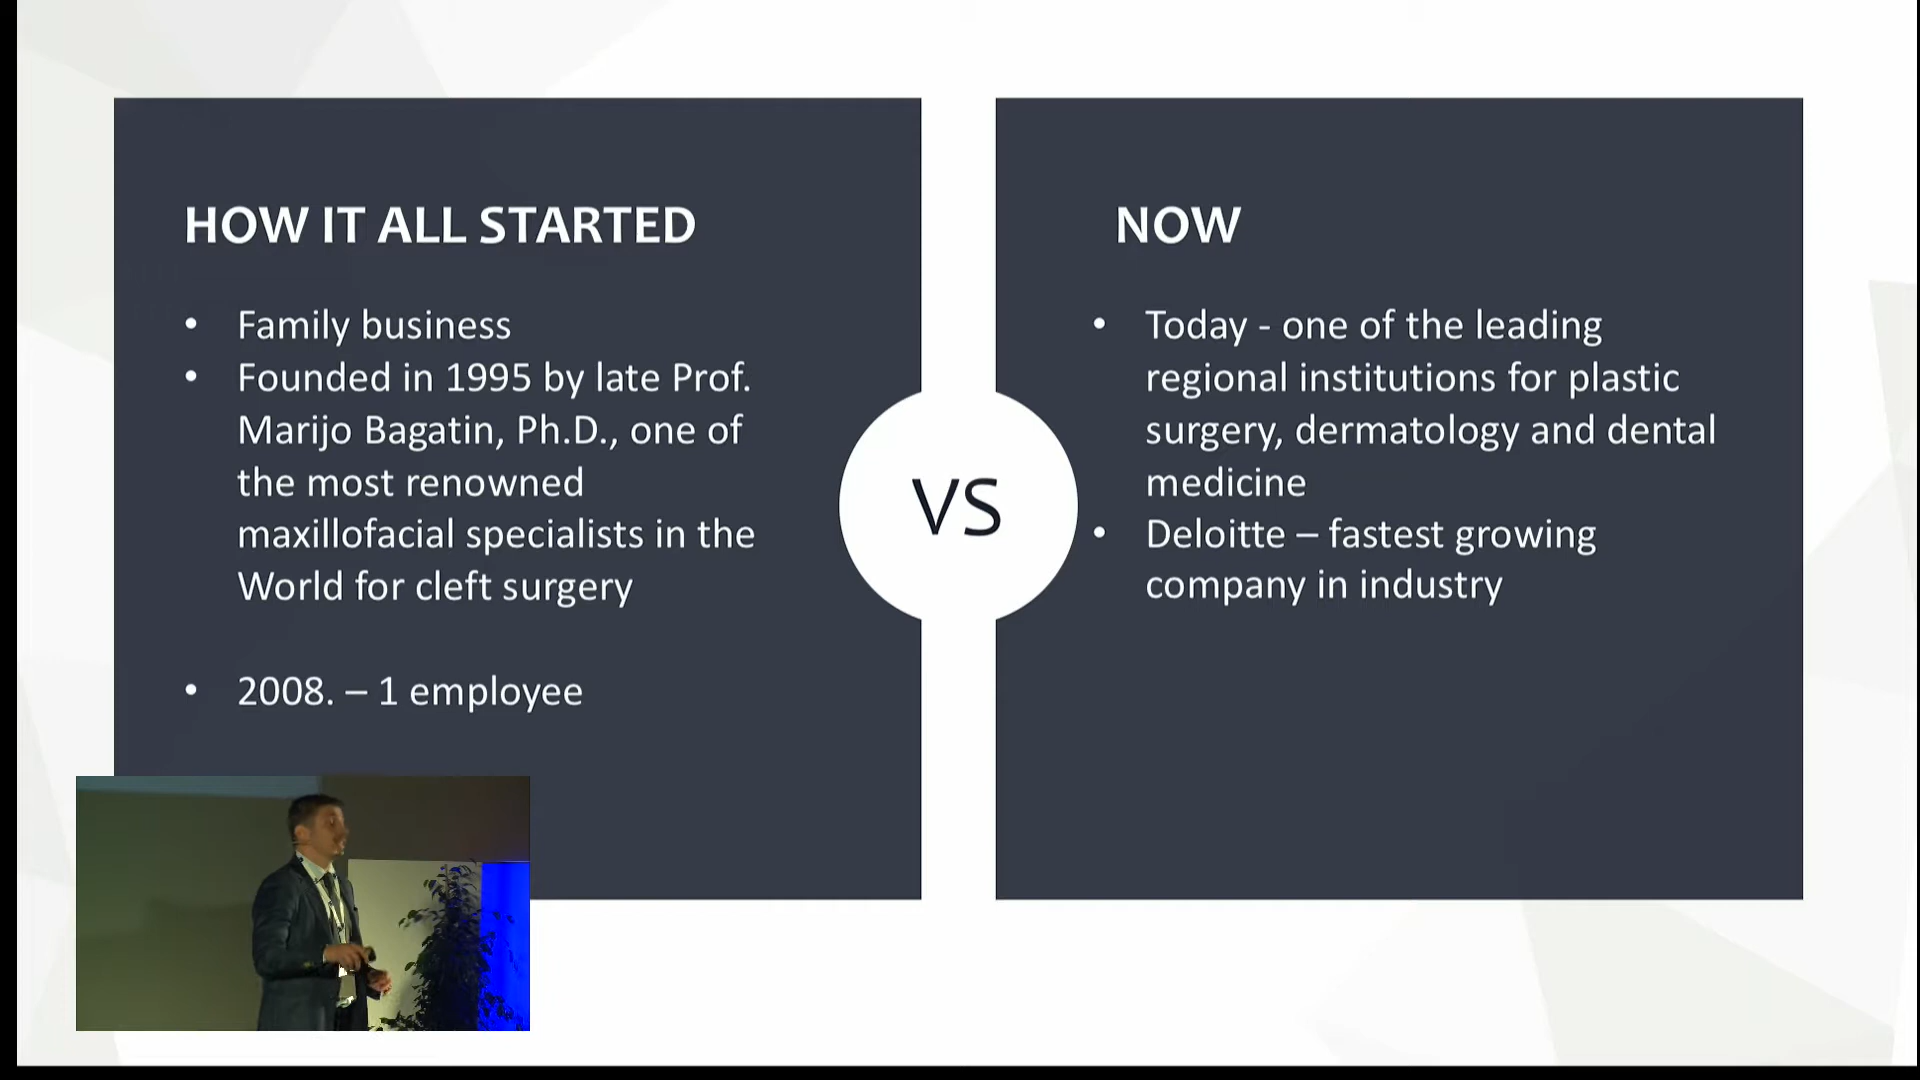 HOW IT ALL STARTED
• Family business
• Founded in 1995 by late Prof.
Marijo Bagatin, Ph.D., one of
the most renowned
maxillofacial specialists in the
World for cleft surgery
• 2008. – 1 employee
VS
NOW
• Today - one of the leading
regional institutions for plastic
surgery, dermatology and dental
medicine
• Deloitte – fastest growing
company in industry